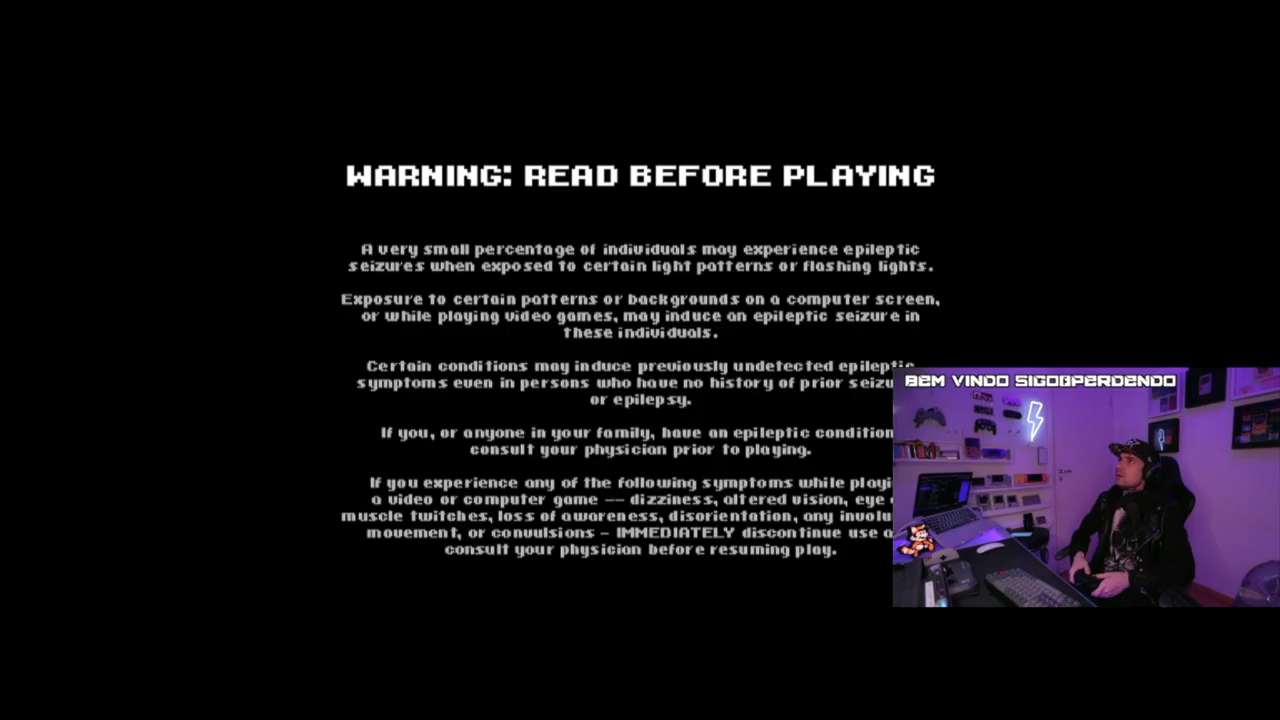 WARNING: READ BEFORE PLAYING
A very small percentage of individuals may experience epileptic
seizures when exposed to certain light patterns or flashing lights.
Exposure to certain patterns or backgrounds on a computer screen,
or while playing video games, may induce an epileptic seizure in
these individuals.
Certain conditions may induce previously undetected epileptic
symptoms even in persons who have no history of prior
or epilepsy.
If you, or anyone in your family, have an epileptic condition
consult your physician prior to playing.
If you experience any of the following symptoms while
a video or computer game -- dizziness, altered vision, eye
muscle twitches, loss of awareness, disorientation, any
movement, or convulsions - IMMEDIATELY discontinue use
consult your physician before resuming play.
BEM VINDO SIGOBPERDENDO